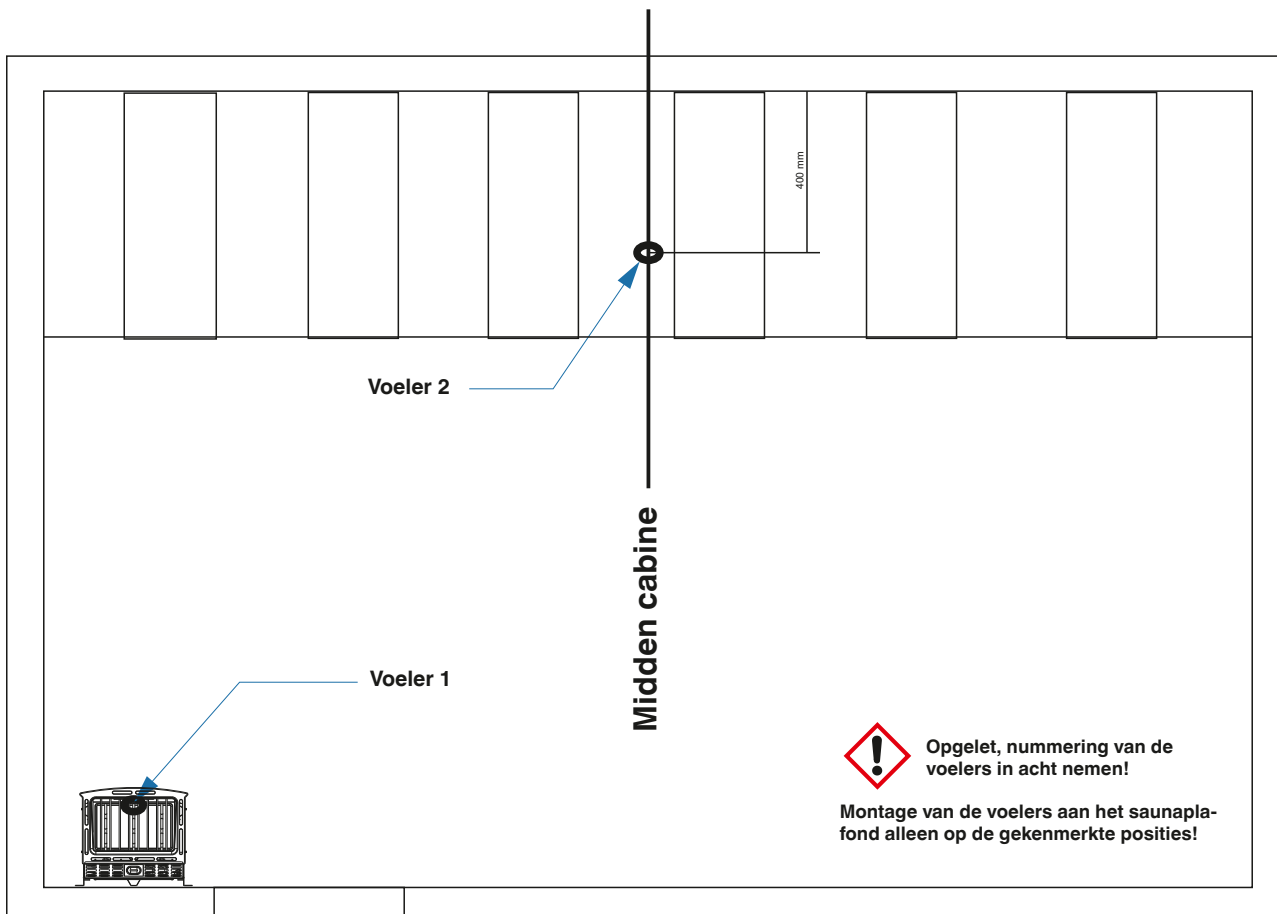 400 mm
Voeler 2
Midden cabine
Voeler 1
Opgelet, nummering van de
voelers in acht nemen!
Montage van de voelers aan het saunapla-
fond alleen op de gekenmerkte posities!